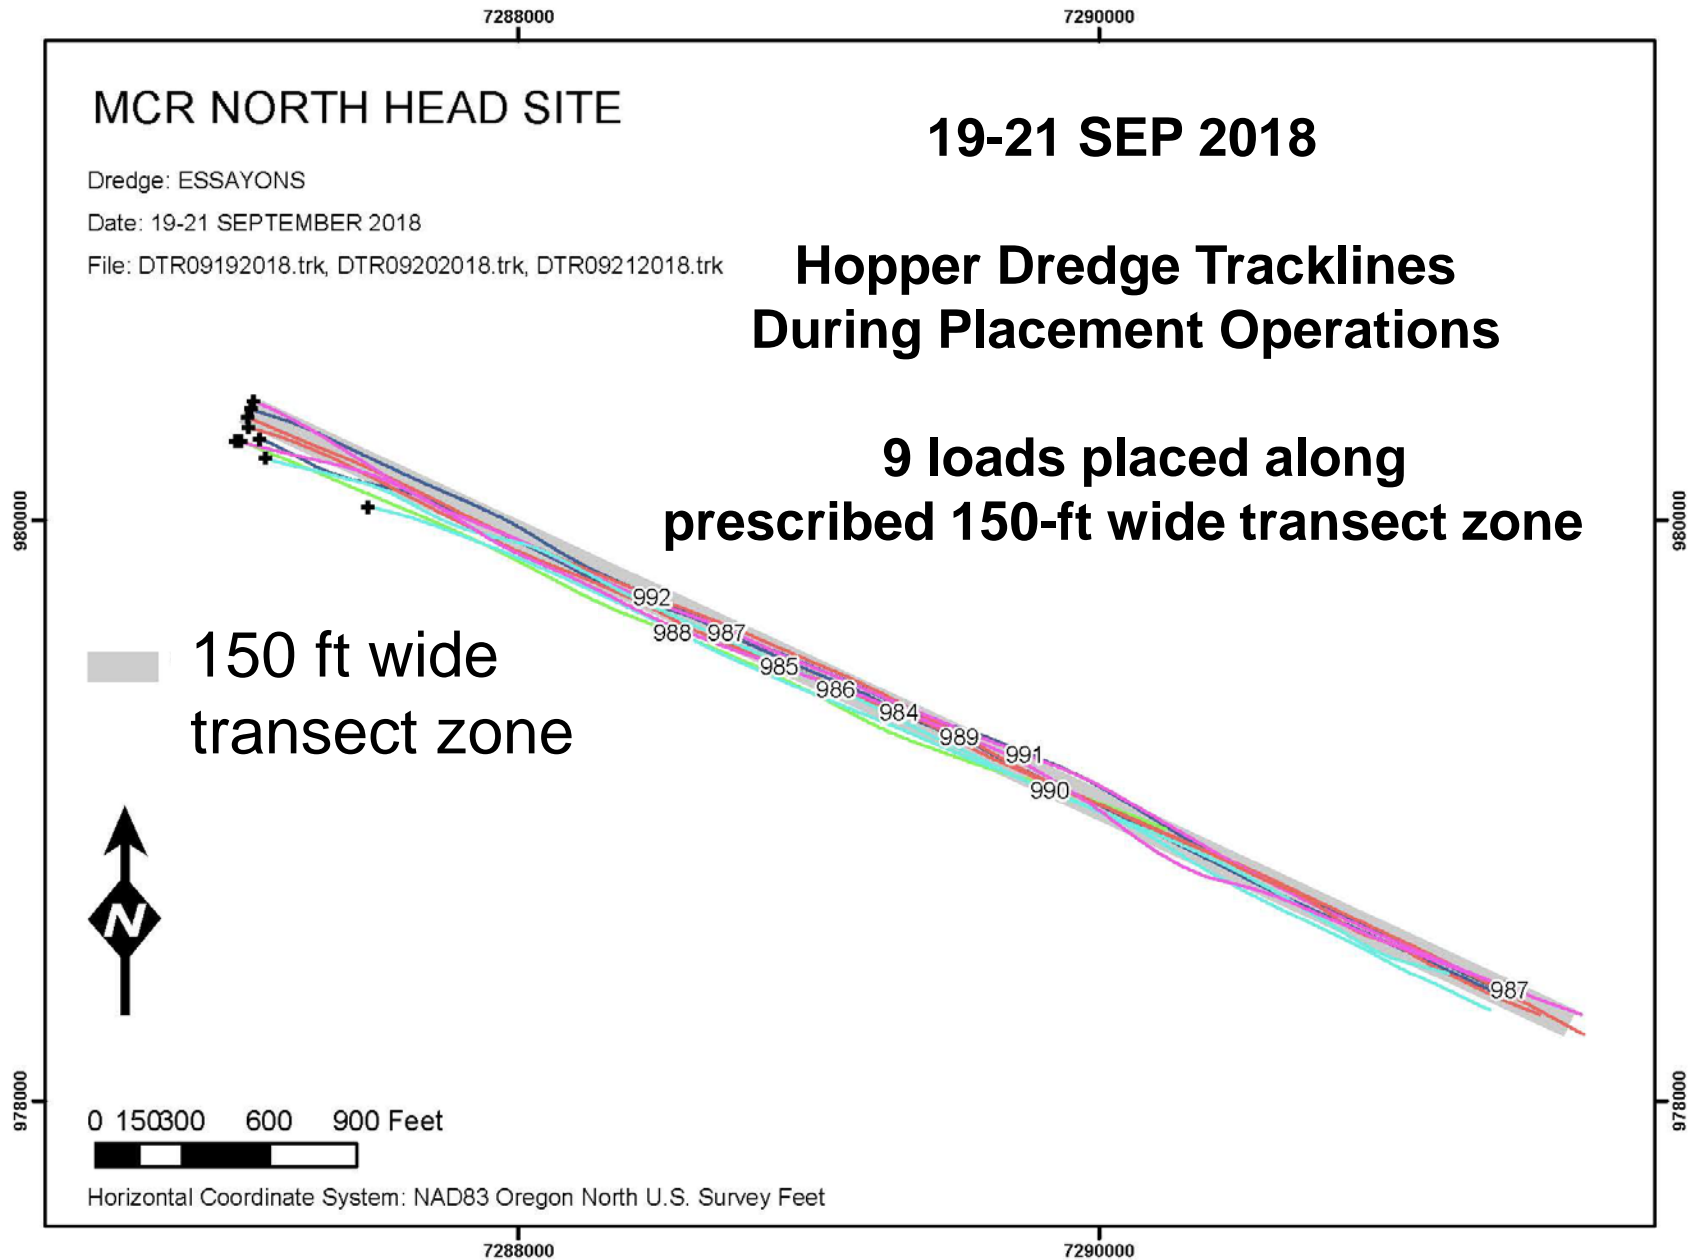 7288000
7290000
MCR NORTH HEAD SITE
19-21 SEP 2018
Dredge: ESSAYONS
Date: 19-21 SEPTEMBER 2018
File: DTR09192018.trk, DTR09202018.trk, DTR09212018.trk
Hopper Dredge Tracklines
During Placement Operations
9 loads placed along
prescribed 150-ft wide transect zone
980000
980000
992
988
987
985
986
984
989
991
990
987
150 ft wide
transect zone
N
978000
978000
0 150 300 600 900 Feet
Horizontal Coordinate System: NAD83 Oregon North U.S. Survey Feet
7288000
7290000